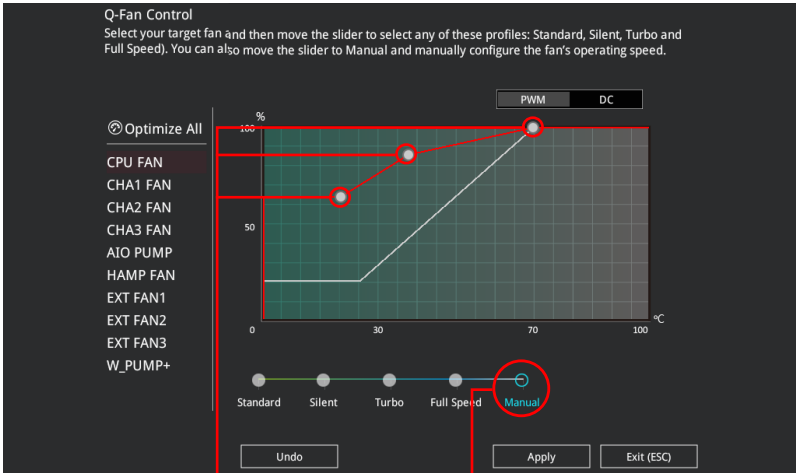 Q-Fan Control
Select your target fan and then move the slider to select any of these profiles: Standard, Silent, Turbo and
Full Speed). You can also move the slider to Manual and manually configure the fan's operating speed.
PWM DC
Optimize All
%
100
CPU FAN
CHA1 FAN
CHA2 FAN
CHA3 FAN
50
AIO PUMP
HAMP FAN
EXT FAN1
EXT FAN2
EXT FAN3
W_PUMP+
0 30 70 100 ºC
Standard Silent Turbo Full Speed Manual
Undo Apply Exit (ESC)